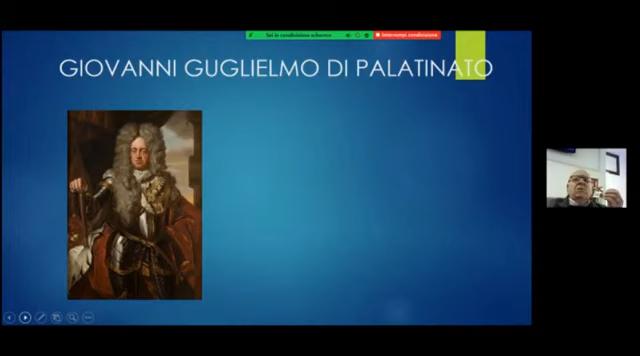 Sei in condivisione schermo
Interrompi condivisione
GIOVANNI GUGLIELMO DI PALATINATO